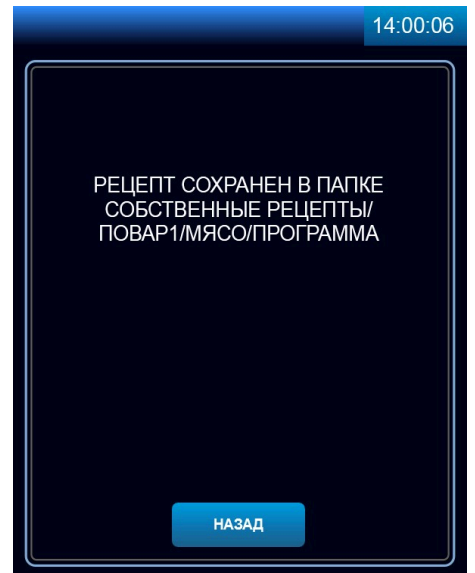 14:00:06
РЕЦЕПТ СОХРАНЕН В ПАПКЕ
СОБСТВЕННЫЕ РЕЦЕПТЫ/
ПОВАР1/МЯСО/ПРОГРАММА
НАЗАД